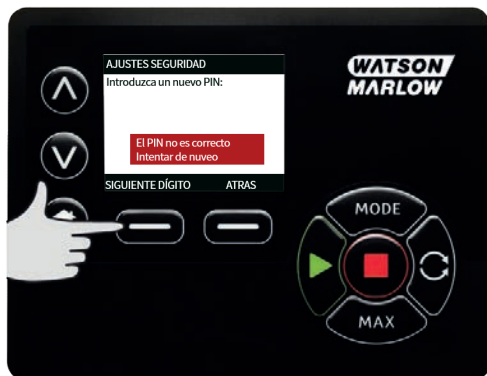 AJUSTES SEGURIDAD
WATSON
MARLOW
Introduzca un nuevo PIN:
El PIN no es correcto
Intentar de nuveo
SIGUIENTE DÍGITO ATRAS
MODE
MAX